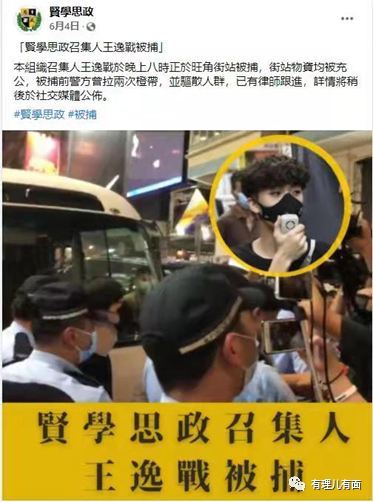 賢學思政
6月4日
「賢學思政召集人王逸戰被捕」
本組織召集人王逸戰於晚上八時正於旺角街站被捕，街站物資均被充
公，被捕前警方曾拉兩次橙帶，並驅散人群，已有律師跟進，詳情將稍
後於社交媒體公佈。
#賢學思政 #被捕
賢學思政召集人
王逸戰被捕
有理儿有面